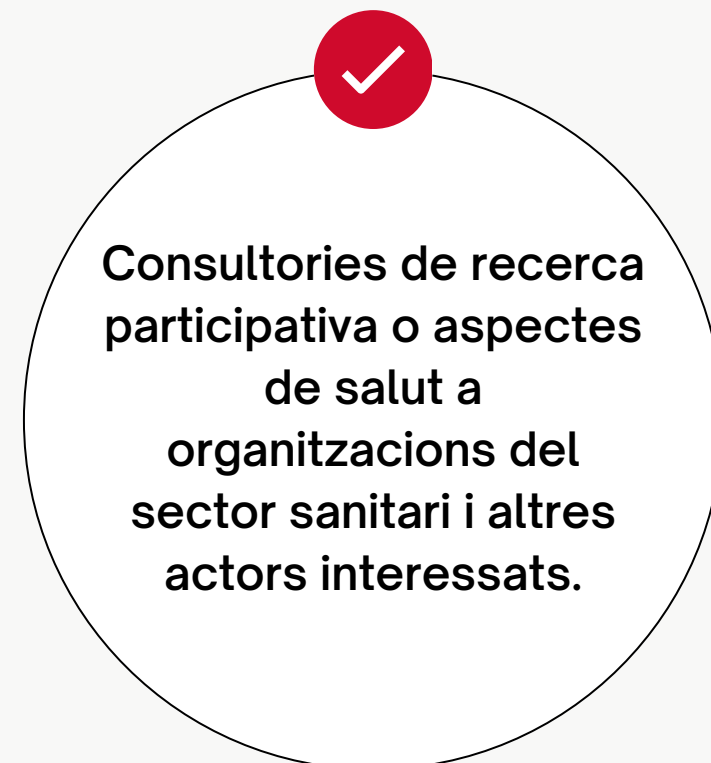 Consultories de recerca
participativa o aspectes
de salut a
organitzacions del
sector sanitari i altres
actors interessats.